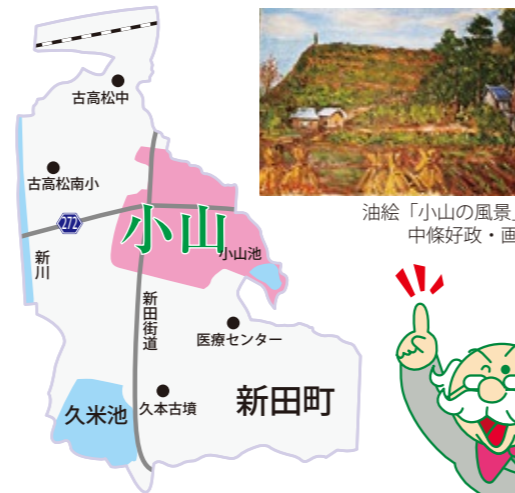 古高松中
古高松南小
272
小山
小山池
新川
新田街道
医療センター
久米池
久本古墳
新田町
油絵「小山の風景」
中條好政・画